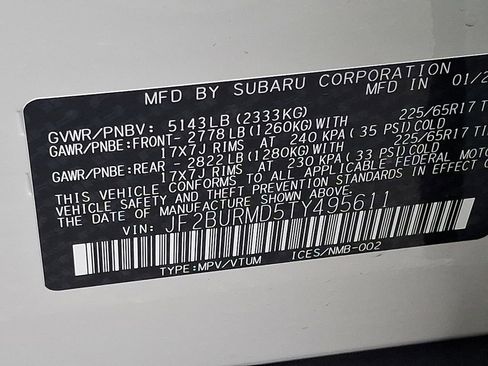 MFD BY SUBARU CORPORATION MFD IN 01/2
GVWR/PNBV: 5143LB (2333KG)
GAWR/PNBE:FRONT- 2778LB (1260KG) WITH 225/65R17
17X7J RIMS AT 240 KPA (35 PSI) COLD
GAWR/PNBE:REAR - 2822LB (1280KG) WITH 225/65R17
17X7J RIMS AT 230 KPA (33 PSI) COLD
THIS VEHICLE CONFORMS TO ALL APPLICABLE FEDERAL MOTOR
VEHICLE SAFETY AND THEFT PREVENTION STANDARDS IN EFFECT
THE DATE OF MANUFACTURE SHOWN ABOVE.
VIN: JF2BURMD5TY495611
TYPE:MPV/VTUM ICES/NMB-002